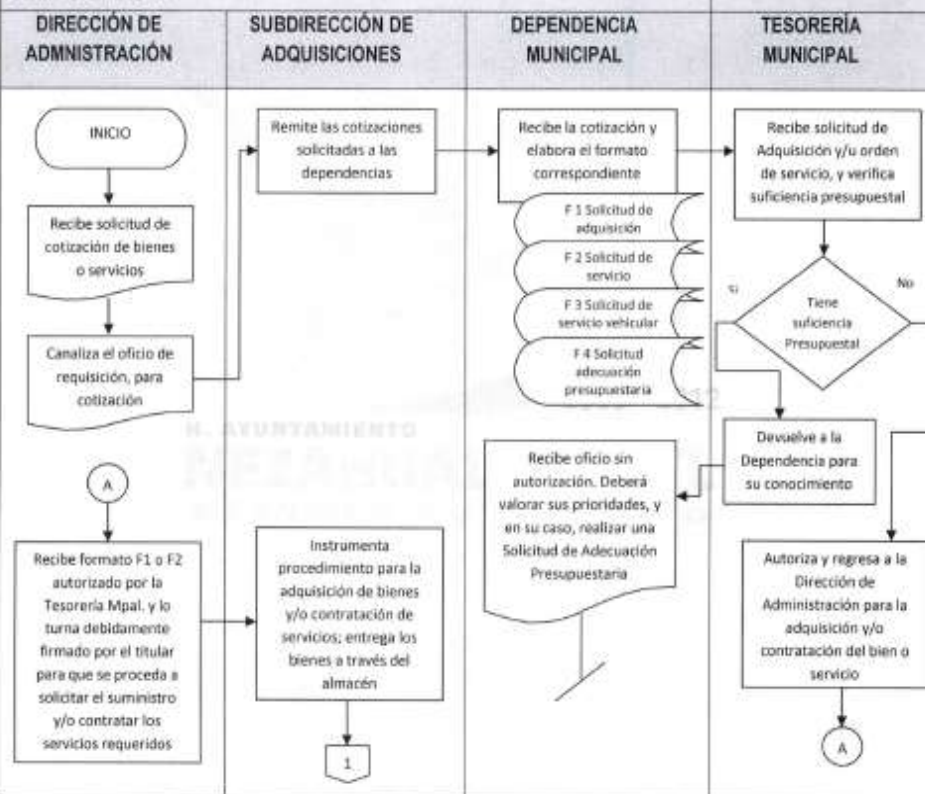 DIRECCIÓN DE
ADMNISTRACIÓN
SUBDIRECCIÓN DE
ADQUISICIONES
DEPENDENCIA
MUNICIPAL
TESORERÍA
MUNICIPAL
INICIO
Recibe solicitud de
cotización de bienes
o servicios
Canaliza el oficio de
requisición, para
cotización
Remite las cotizaciones
solicitadas a las
dependencias
Recibe la cotización y
elabora el formato
correspondiente
F 1 Solicitud de
adquisición
F 2 Solicitud de
servicio
F 3 Solicitud de
servicio vehicular
F 4 Solicitud
adecuación
presupuestaria
Recibe solicitud de
Adquisición y/u orden
de servicio, y verifica
suficiencia presupuestal
Si
No
Tiene
suficiencia
Presupuestal
Devuelve a la
Dependencia para
su conocimiento
Recibe oficio sin
autorización. Deberá
valorar sus prioridades, y
en su caso, realizar una
Solicitud de Adecuación
Presupuestaria
Autoriza y regresa a la
Dirección de
Administración para la
adquisición y/o
contratación del bien o
servicio
A
A
Recibe formato F1 o F2
autorizado por la
Tesorería Mpal. y lo
turna debidamente
firmado por el titular
para que se proceda a
solicitar el suministro
y/o contratar los
servicios requeridos
Instrumenta
procedimiento para la
adquisición de bienes
y/o contratación de
servicios; entrega los
bienes a través del
almacén
1
H. AYUNTAMIENTO